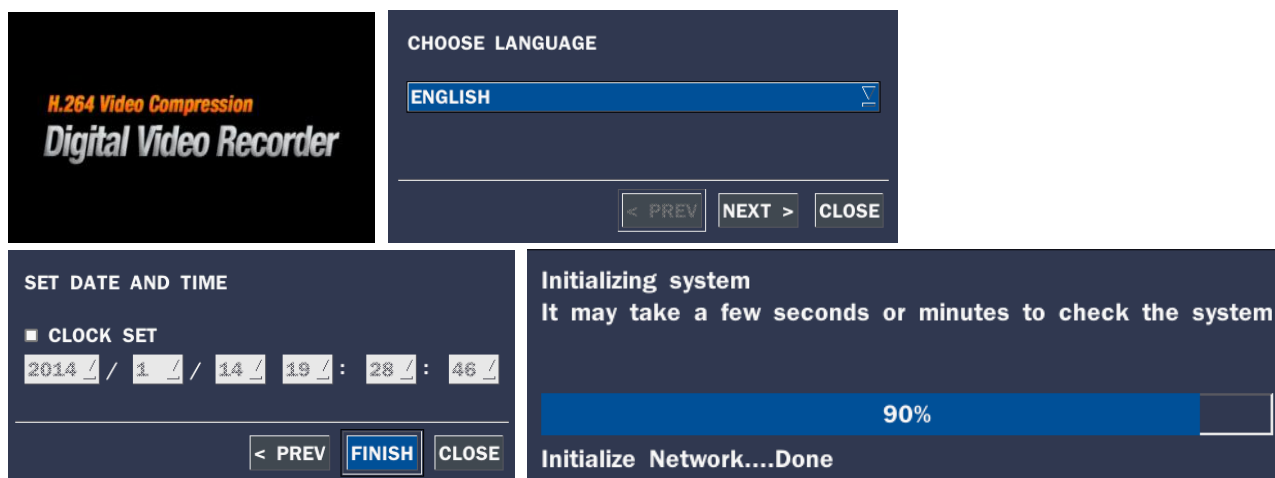 H.264 Video Compression
Digital Video Recorder
CHOOSE LANGUAGE
ENGLISH
< PREV NEXT > CLOSE
SET DATE AND TIME
CLOCK SET
2014 / 1 / 14 19 : 28 : 46
< PREV FINISH CLOSE
Initializing system
It may take a few seconds or minutes to check the system
90%
Initialize Network....Done